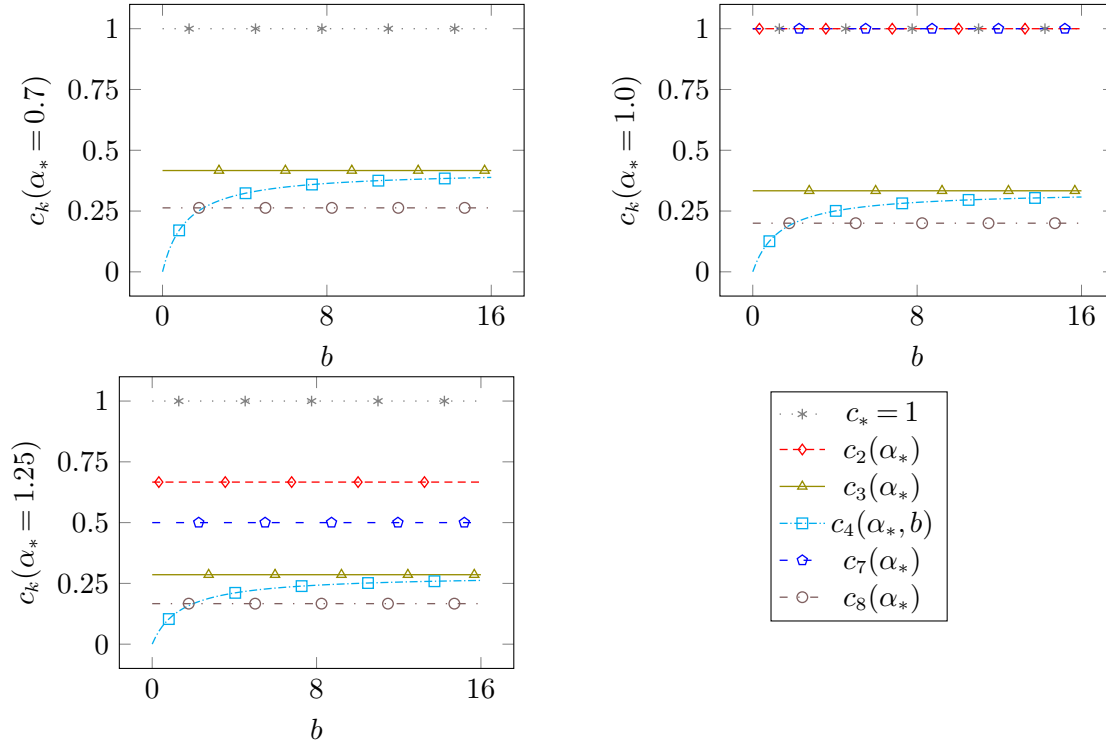 1
0.75
0.5
0.25
0
c_k(α_* = 0.7)
0 8 16
b
1
0.75
0.5
0.25
0
c_k(α_* = 1.0)
0 8 16
b
1
0.75
0.5
0.25
0
c_k(α_* = 1.25)
0 8 16
b
c_* = 1
c_2(α_*)
c_3(α_*)
c_4(α_*, b)
c_7(α_*)
c_8(α_*)